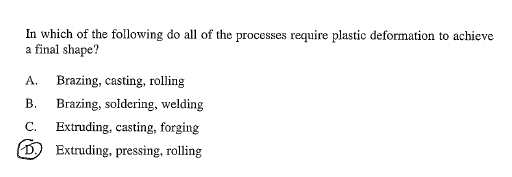 In which of the following do all of the processes require plastic deformation to achieve
a final shape?
A. Brazing, casting, rolling
B. Brazing, soldering, welding
C. Extruding, casting, forging
D. Extruding, pressing, rolling